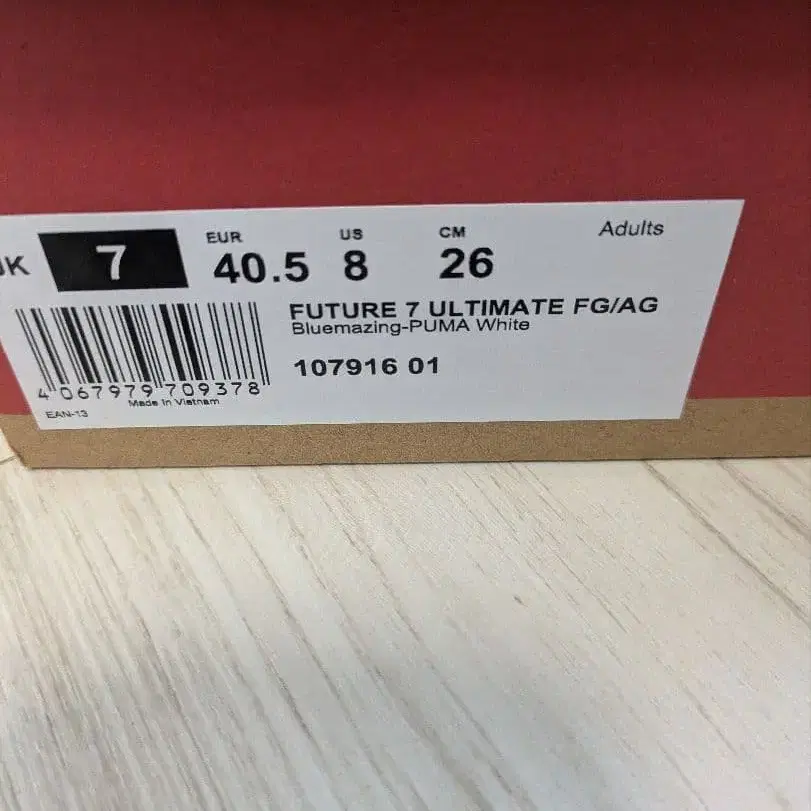 UK 7
EUR 40.5
US 8
CM 26
Adults
FUTURE 7 ULTIMATE FG/AG
Bluemazing-PUMA White
107916 01
4 067979 709378
Made in Vietnam
EAN-13